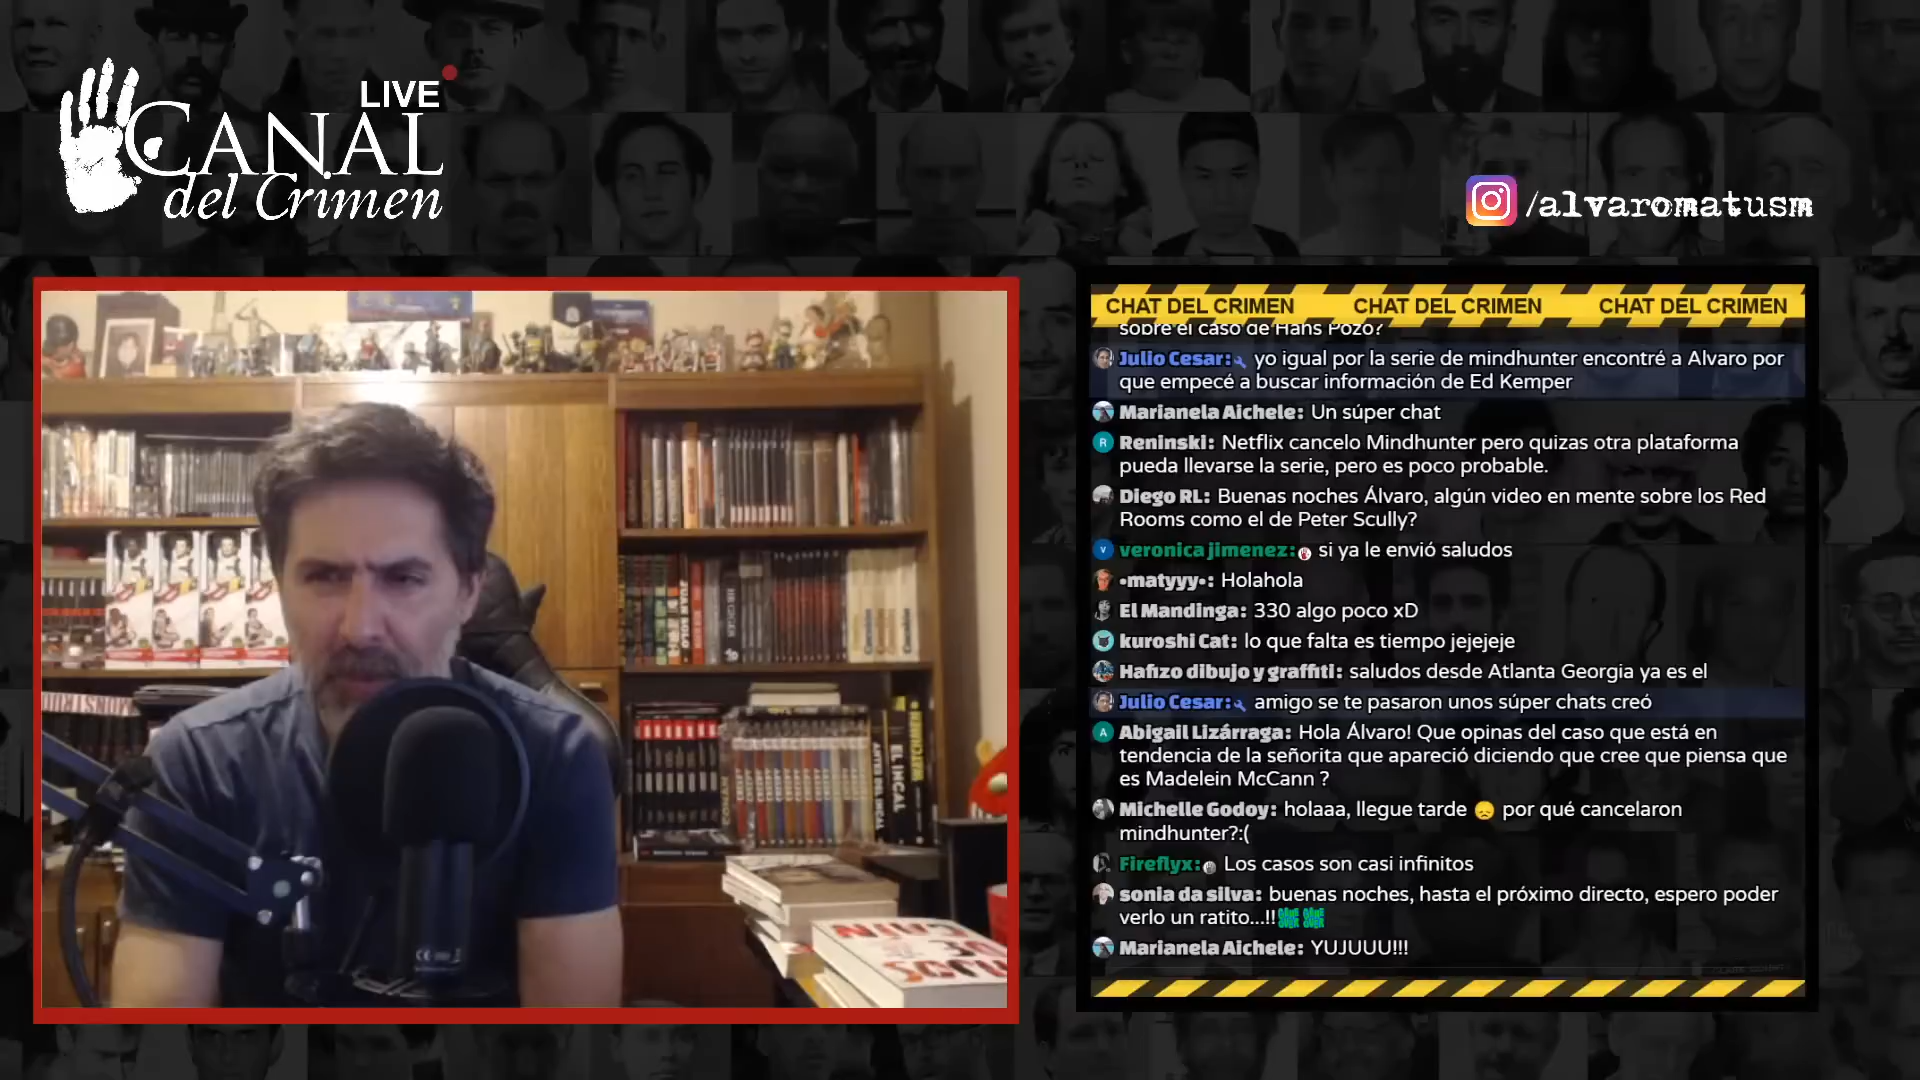 LIVE
CANAL
del Crimen
/alvaromatusm
CHAT DEL CRIMEN CHAT DEL CRIMEN CHAT DEL CRIMEN
sobre el caso de Hans Pozo?
Julio Cesar: yo igual por la serie de mindhunter encontré a Alvaro por
que empecé a buscar información de Ed Kemper
Marianela Aichele: Un súper chat
R Reninski: Netflix cancelo Mindhunter pero quizas otra plataforma
pueda llevarse la serie, pero es poco probable.
Diego RL: Buenas noches Álvaro, algún video en mente sobre los Red
Rooms como el de Peter Scully?
V veronica jimenez: si ya le envió saludos
•matyyy•: Holahola
El Mandinga: 330 algo poco xD
kuroshi Cat: lo que falta es tiempo jejejeje
Hafizo dibujo y graffiti: saludos desde Atlanta Georgia ya es el
Julio Cesar: amigo se te pasaron unos súper chats creó
A Abigail Lizárraga: Hola Álvaro! Que opinas del caso que está en
tendencia de la señorita que apareció diciendo que cree que piensa que
es Madelein McCann ?
Michelle Godoy: holaaa, llegue tarde 😞 por qué cancelaron
mindhunter?:(
Fireflyx: Los casos son casi infinitos
sonia da silva: buenas noches, hasta el próximo directo, espero poder
verlo un ratito...!!
Marianela Aichele: YUJUUU!!!
EL INCAL